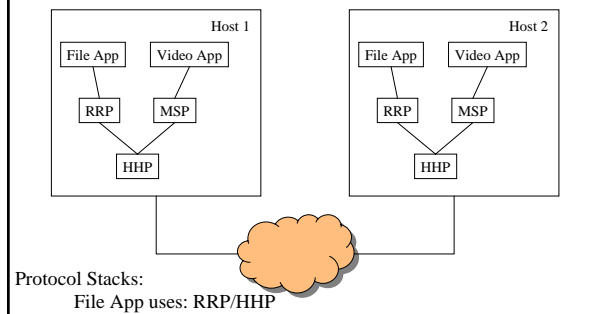 Host 1
File App
Video App
RRP
MSP
HHP
Host 2
File App
Video App
RRP
MSP
HHP
Protocol Stacks:
File App uses: RRP/HHP